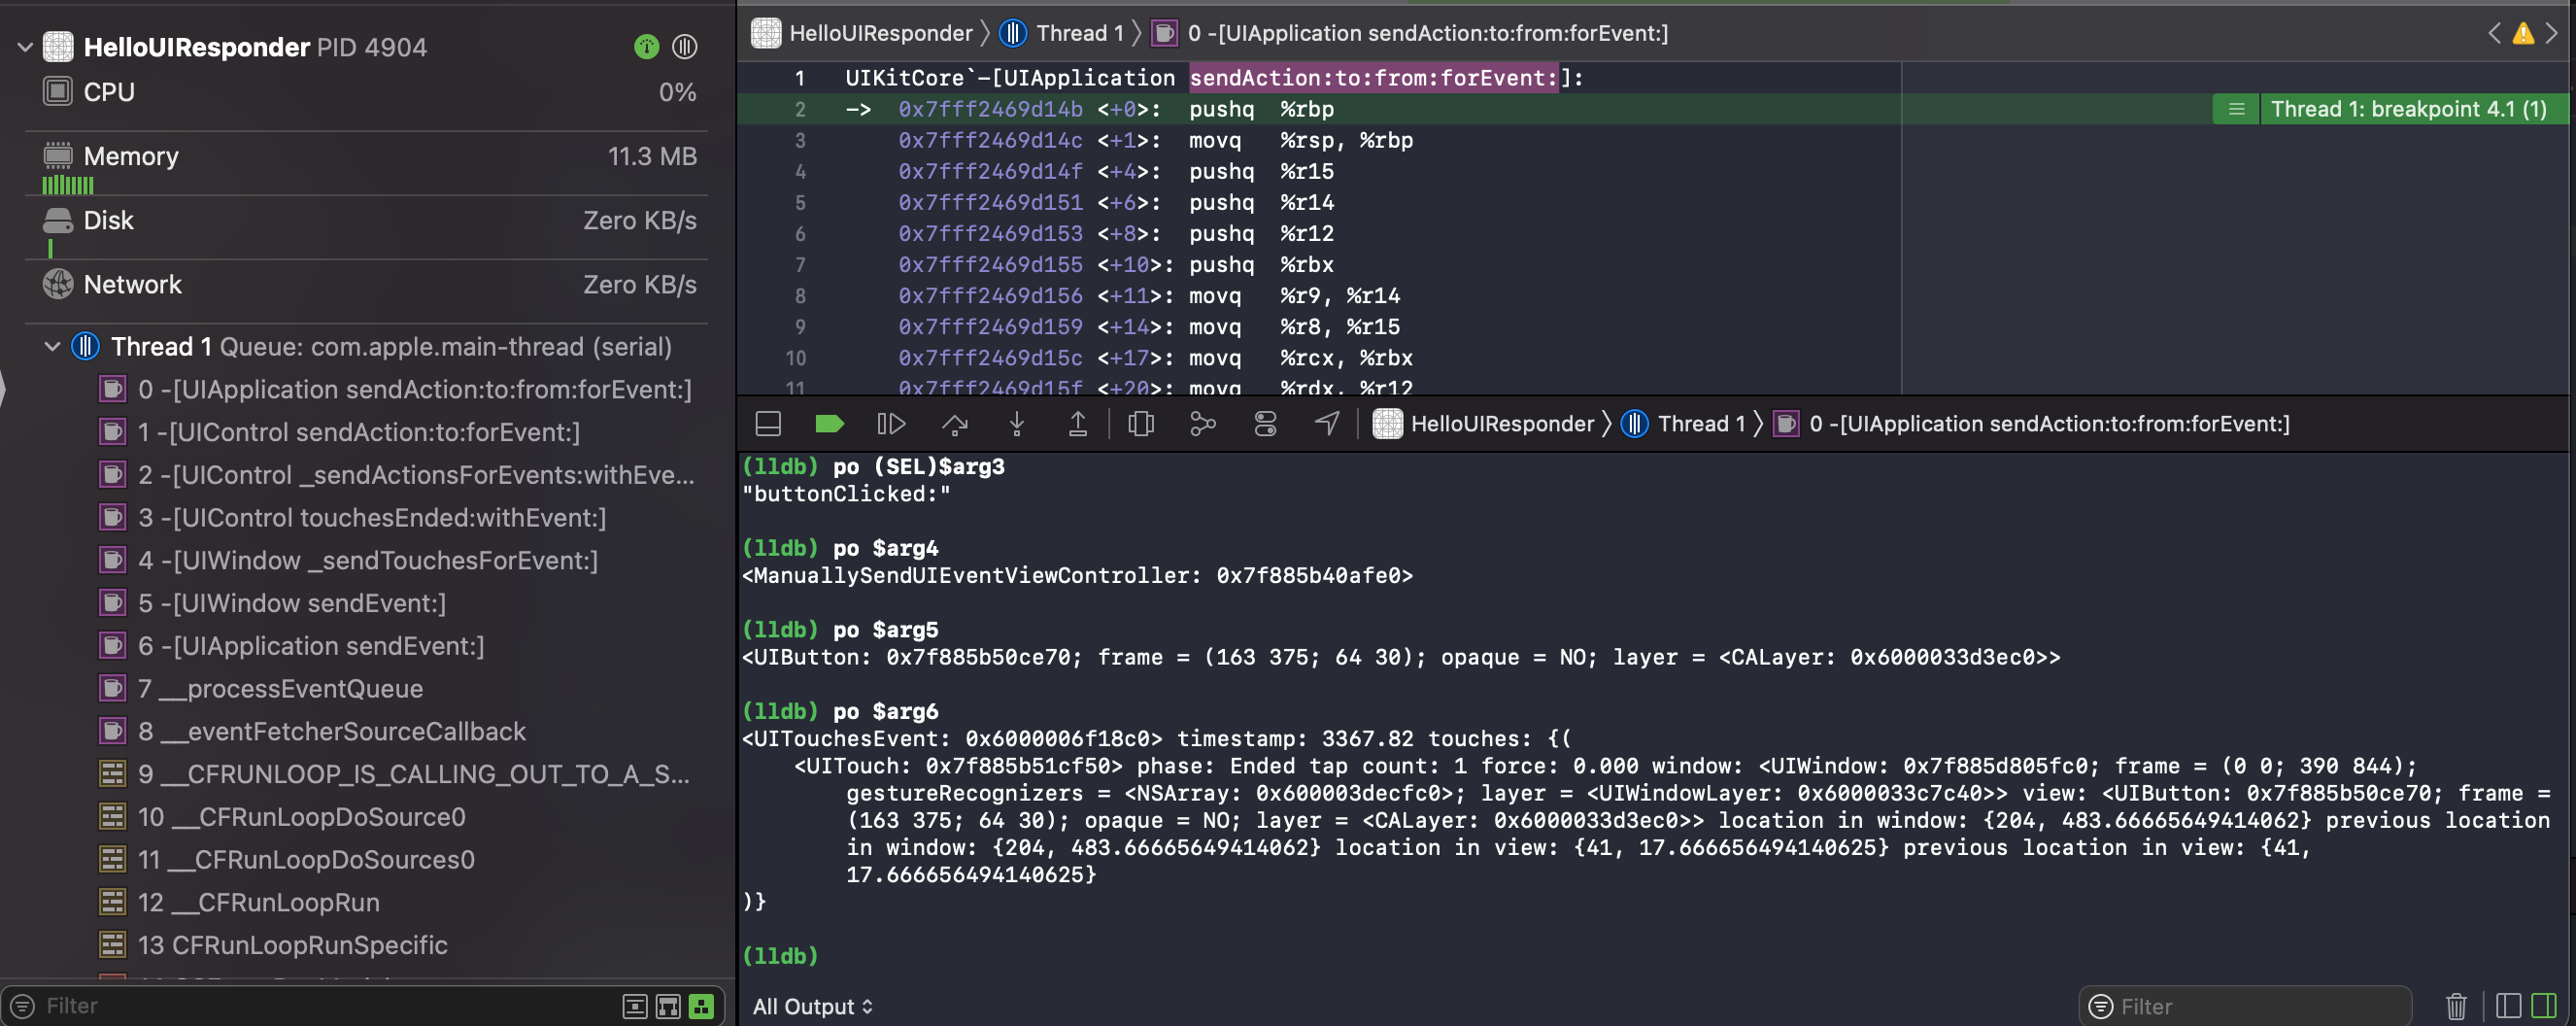 HelloUIResponder PID 4904
CPU 0%
Memory 11.3 MB
Disk Zero KB/s
Network Zero KB/s
Thread 1 Queue: com.apple.main-thread (serial)
0 -[UIApplication sendAction:to:from:forEvent:]
1 -[UIControl sendAction:to:forEvent:]
2 -[UIControl _sendActionsForEvents:withEve...
3 -[UIControl touchesEnded:withEvent:]
4 -[UIWindow _sendTouchesForEvent:]
5 -[UIWindow sendEvent:]
6 -[UIApplication sendEvent:]
7 __processEventQueue
8 __eventFetcherSourceCallback
9 __CFRUNLOOP_IS_CALLING_OUT_TO_A_S...
10 __CFRunLoopDoSource0
11 __CFRunLoopDoSources0
12 __CFRunLoopRun
13 CFRunLoopRunSpecific
Filter
HelloUIResponder Thread 1 0 -[UIApplication sendAction:to:from:forEvent:]
1 UIKitCore`-[UIApplication sendAction:to:from:forEvent:]:
2 -> 0x7fff2469d14b <+0>: pushq %rbp Thread 1: breakpoint 4.1 (1)
3 0x7fff2469d14c <+1>: movq %rsp, %rbp
4 0x7fff2469d14f <+4>: pushq %r15
5 0x7fff2469d151 <+6>: pushq %r14
6 0x7fff2469d153 <+8>: pushq %r12
7 0x7fff2469d155 <+10>: pushq %rbx
8 0x7fff2469d156 <+11>: movq %r9, %r14
9 0x7fff2469d159 <+14>: movq %r8, %r15
10 0x7fff2469d15c <+17>: movq %rcx, %rbx
11 0x7fff2469d15f <+20>: movq %rdx, %r12
HelloUIResponder Thread 1 0 -[UIApplication sendAction:to:from:forEvent:]
(lldb) po (SEL)$arg3
"buttonClicked:"
(lldb) po $arg4
<ManuallySendUIEventViewController: 0x7f885b40afe0>
(lldb) po $arg5
<UIButton: 0x7f885b50ce70; frame = (163 375; 64 30); opaque = NO; layer = <CALayer: 0x6000033d3ec0>>
(lldb) po $arg6
<UITouchesEvent: 0x6000006f18c0> timestamp: 3367.82 touches: {(
<UITouch: 0x7f885b51cf50> phase: Ended tap count: 1 force: 0.000 window: <UIWindow: 0x7f885d805fc0; frame = (0 0; 390 844);
gestureRecognizers = <NSArray: 0x600003decfc0>; layer = <UIWindowLayer: 0x6000033c7c40>> view: <UIButton: 0x7f885b50ce70; frame =
(163 375; 64 30); opaque = NO; layer = <CALayer: 0x6000033d3ec0>> location in window: {204, 483.66665649414062} previous location
in window: {204, 483.66665649414062} location in view: {41, 17.666656494140625} previous location in view: {41,
17.666656494140625}
)}
(lldb)
All Output
Filter